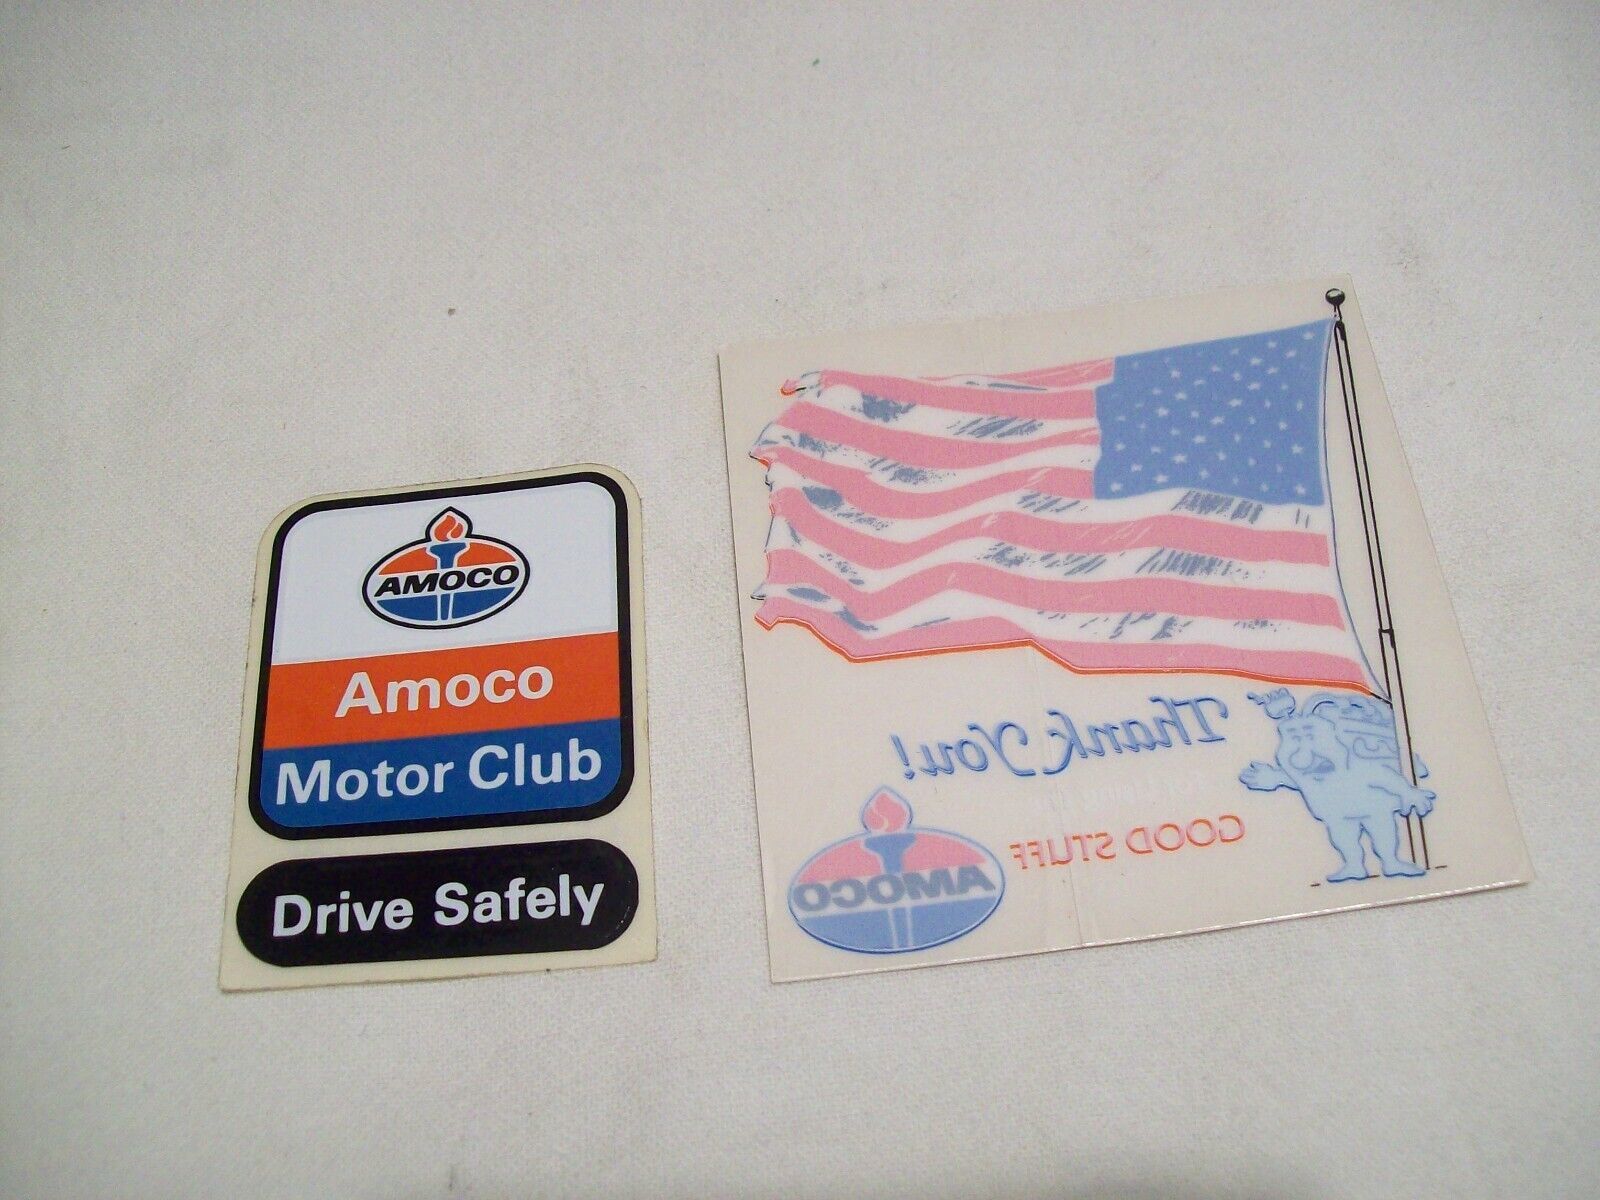 AMOCO
Amoco
Motor Club
Drive Safely
Thank You!
GOOD STUFF
AMOCO